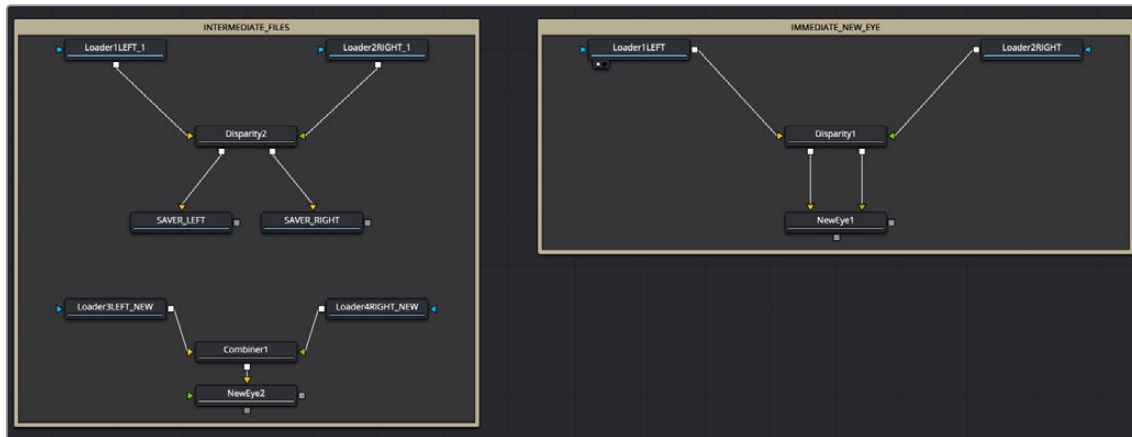 INTERMEDIATE_FILES
Loader1LEFT_1
Loader2RIGHT_1
Disparity2
SAVER_LEFT
SAVER_RIGHT
Loader3LEFT_NEW
Loader4RIGHT_NEW
Combiner1
NewEye2
IMMEDIATE_NEW_EYE
Loader1LEFT
Loader2RIGHT
Disparity1
NewEye1